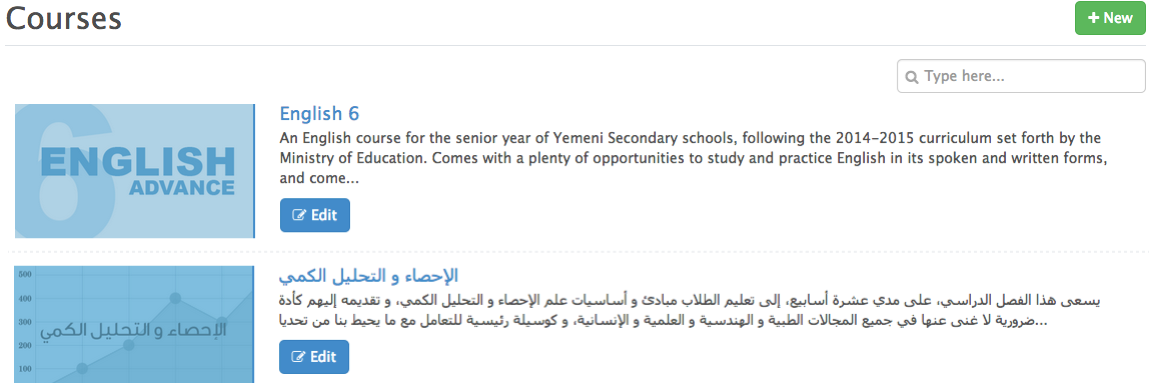 Courses
New
Type here...
6
ENGLISH
ADVANCE
English 6
An English course for the senior year of Yemeni Secondary schools, following the 2014-2015 curriculum set forth by the
Ministry of Education. Comes with a plenty of opportunities to study and practice English in its spoken and written forms,
and come...
Edit
500
400
300
200
100
الإحصاء و التحليل الكمي
الإحصاء و التحليل الكمي
يسعى هذا الفصل الدراسي، على مدي عشرة أسابيع، إلى تعليم الطلاب مبادئ و أساسيات علم الإحصاء و التحليل الكمي، و تقديمه إليهم كأدة
ضرورية لا غنى عنها في جميع المجالات الطبية و الهندسية و العلمية و الإنسانية، و كوسيلة رئيسية للتعامل مع ما يحيط بنا من تحديا...
Edit